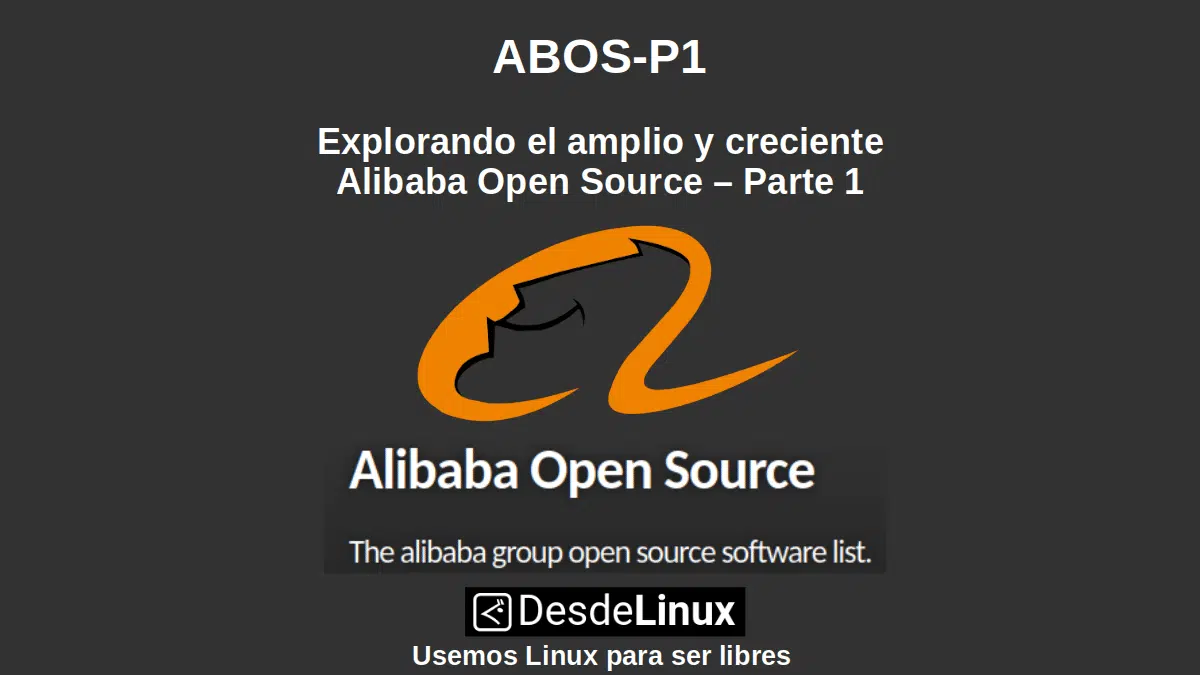 ABOS-P1
Explorando el amplio y creciente
Alibaba Open Source – Parte 1
Alibaba Open Source
The alibaba group open source software list.
DesdeLinux
Usemos Linux para ser libres